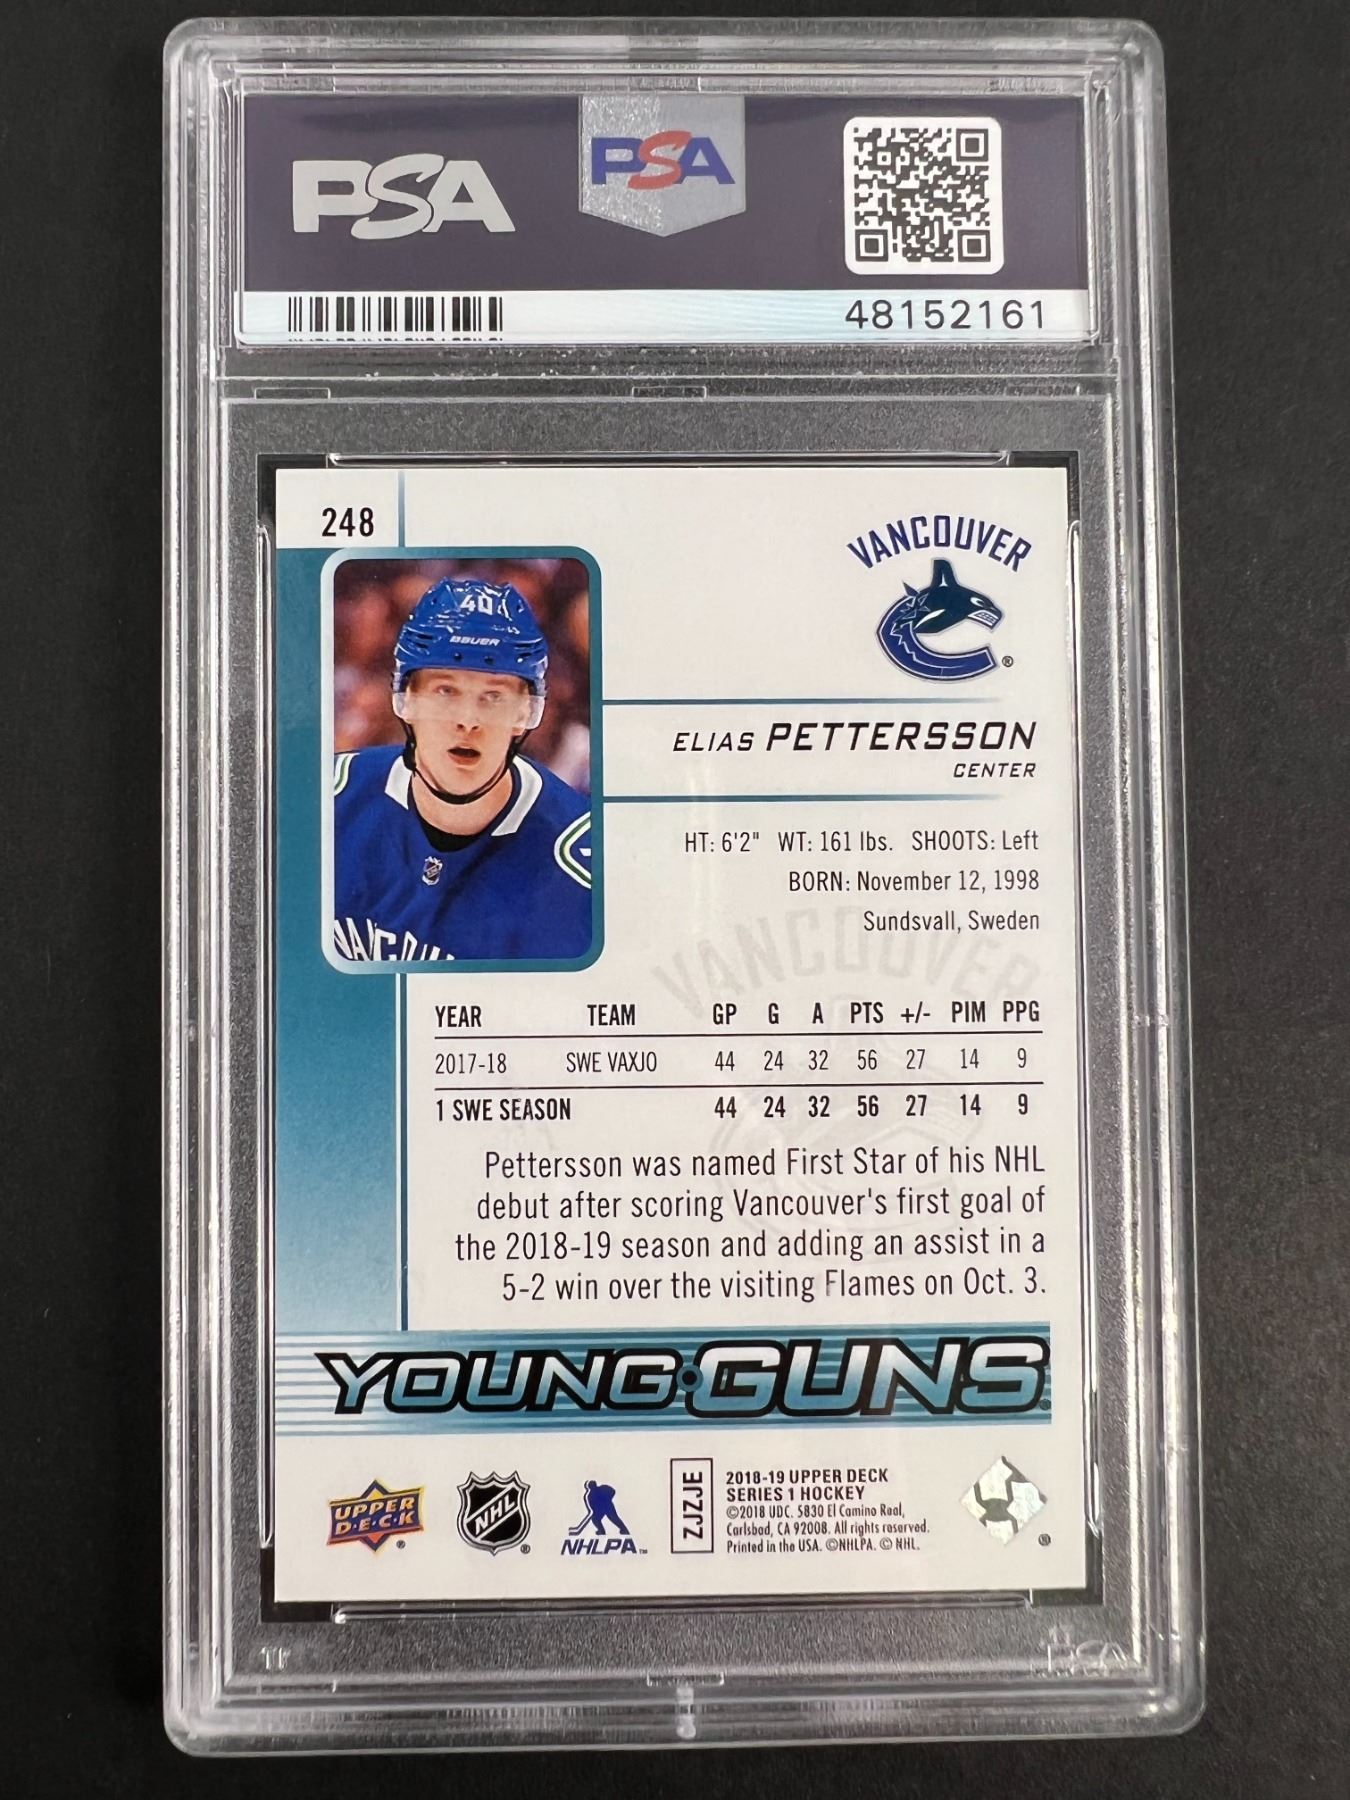 PSA
PSA
48152161
248
VANCOUVER
40
BAUER
ELIAS PETTERSSON
CENTER
HT: 6'2" WT: 161 lbs. SHOOTS: Left
BORN: November 12, 1998
Sundsvall, Sweden
VANCOUVER
YEAR TEAM GP G A PTS +/- PIM PPG
2017-18 SWE VAXJO 44 24 32 56 27 14 9
1 SWE SEASON 44 24 32 56 27 14 9
Pettersson was named First Star of his NHL
debut after scoring Vancouver's first goal of
the 2018-19 season and adding an assist in a
5-2 win over the visiting Flames on Oct. 3.
YOUNG GUNS®
UPPER
D•E•C•K®
NHL®
NHLPA™
ZJZJE
2018-19 UPPER DECK
SERIES 1 HOCKEY
©2018 UDC. 5830 El Camino Real,
Carlsbad, CA 92008. All rights reserved.
Printed in the USA. ©NHLPA. © NHL.
PSA